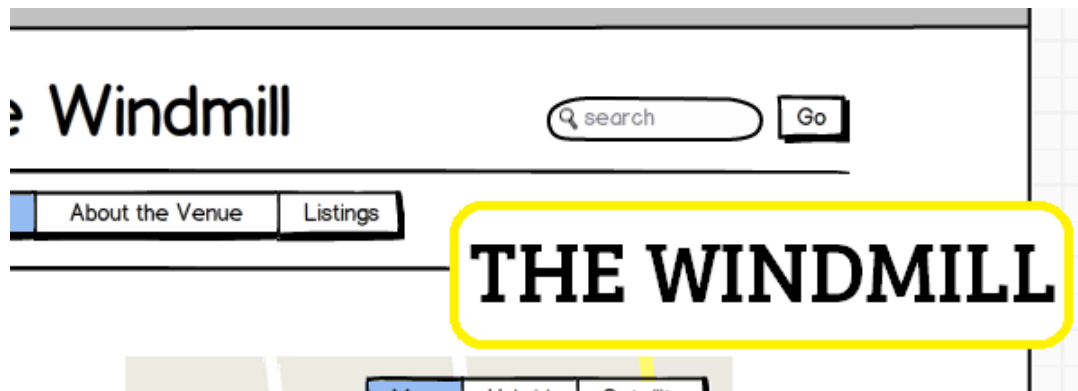 Windmill
search
Go
About the Venue
Listings
THE WINDMILL